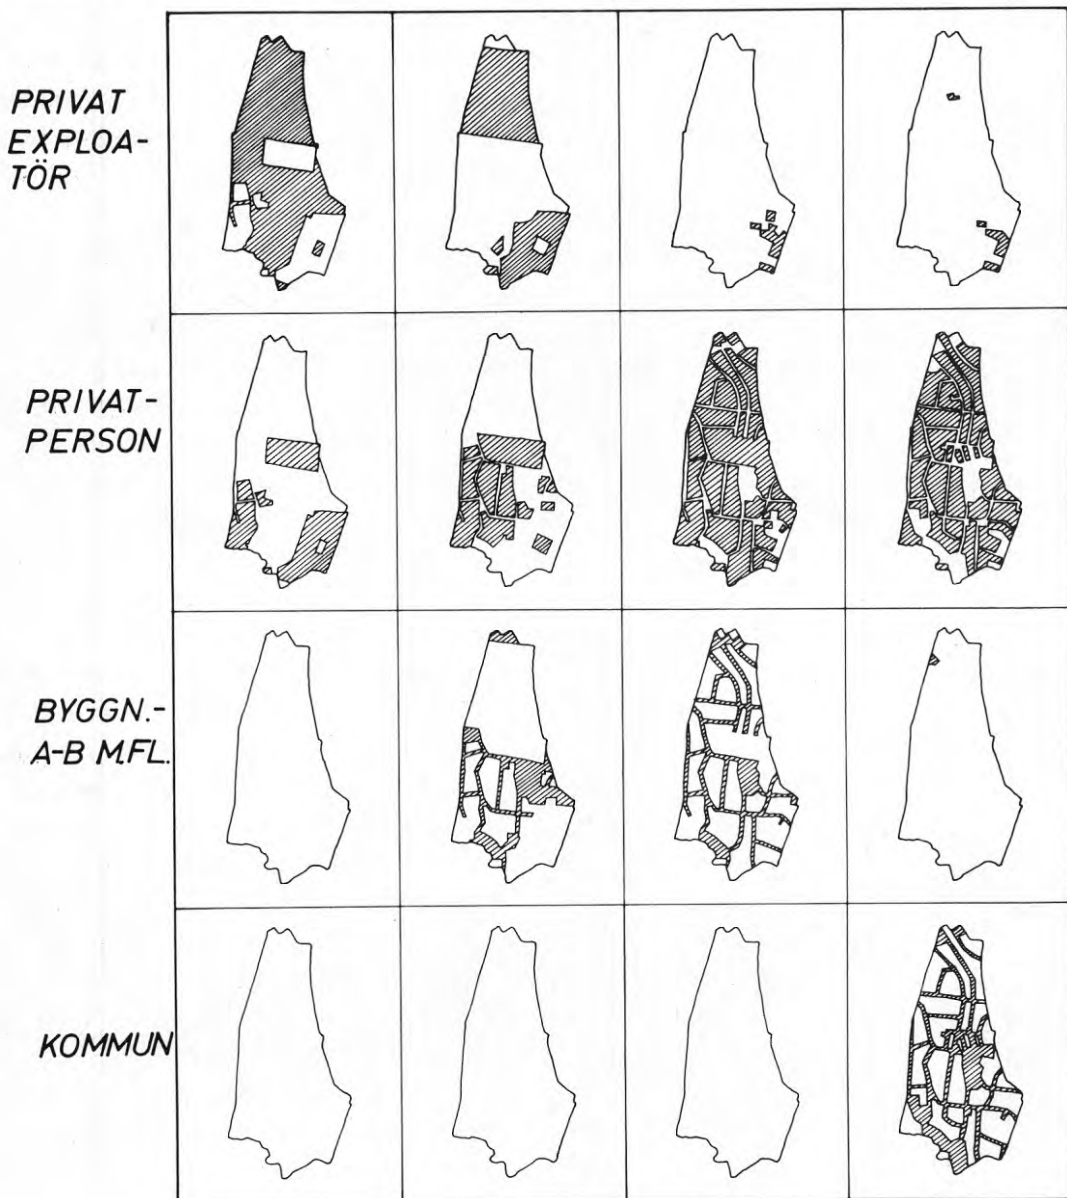 PRIVAT
EXPLOA-
TÖR
PRIVAT-
PERSON
BYGGN.-
A-B M.FL.
KOMMUN